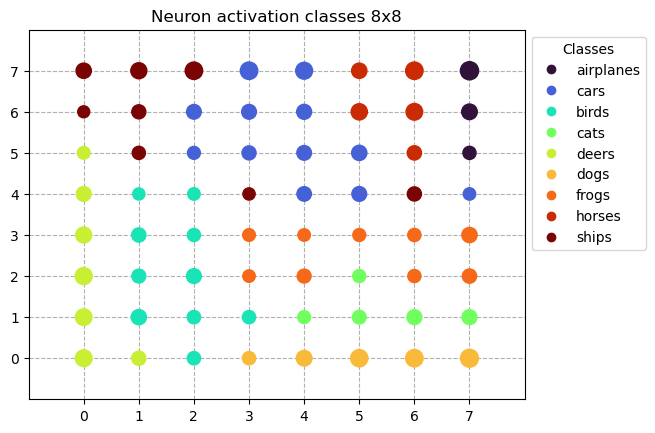 Neuron activation classes 8x8
7
6
5
4
3
2
1
0
0 1 2 3 4 5 6 7
Classes
airplanes
cars
birds
cats
deers
dogs
frogs
horses
ships